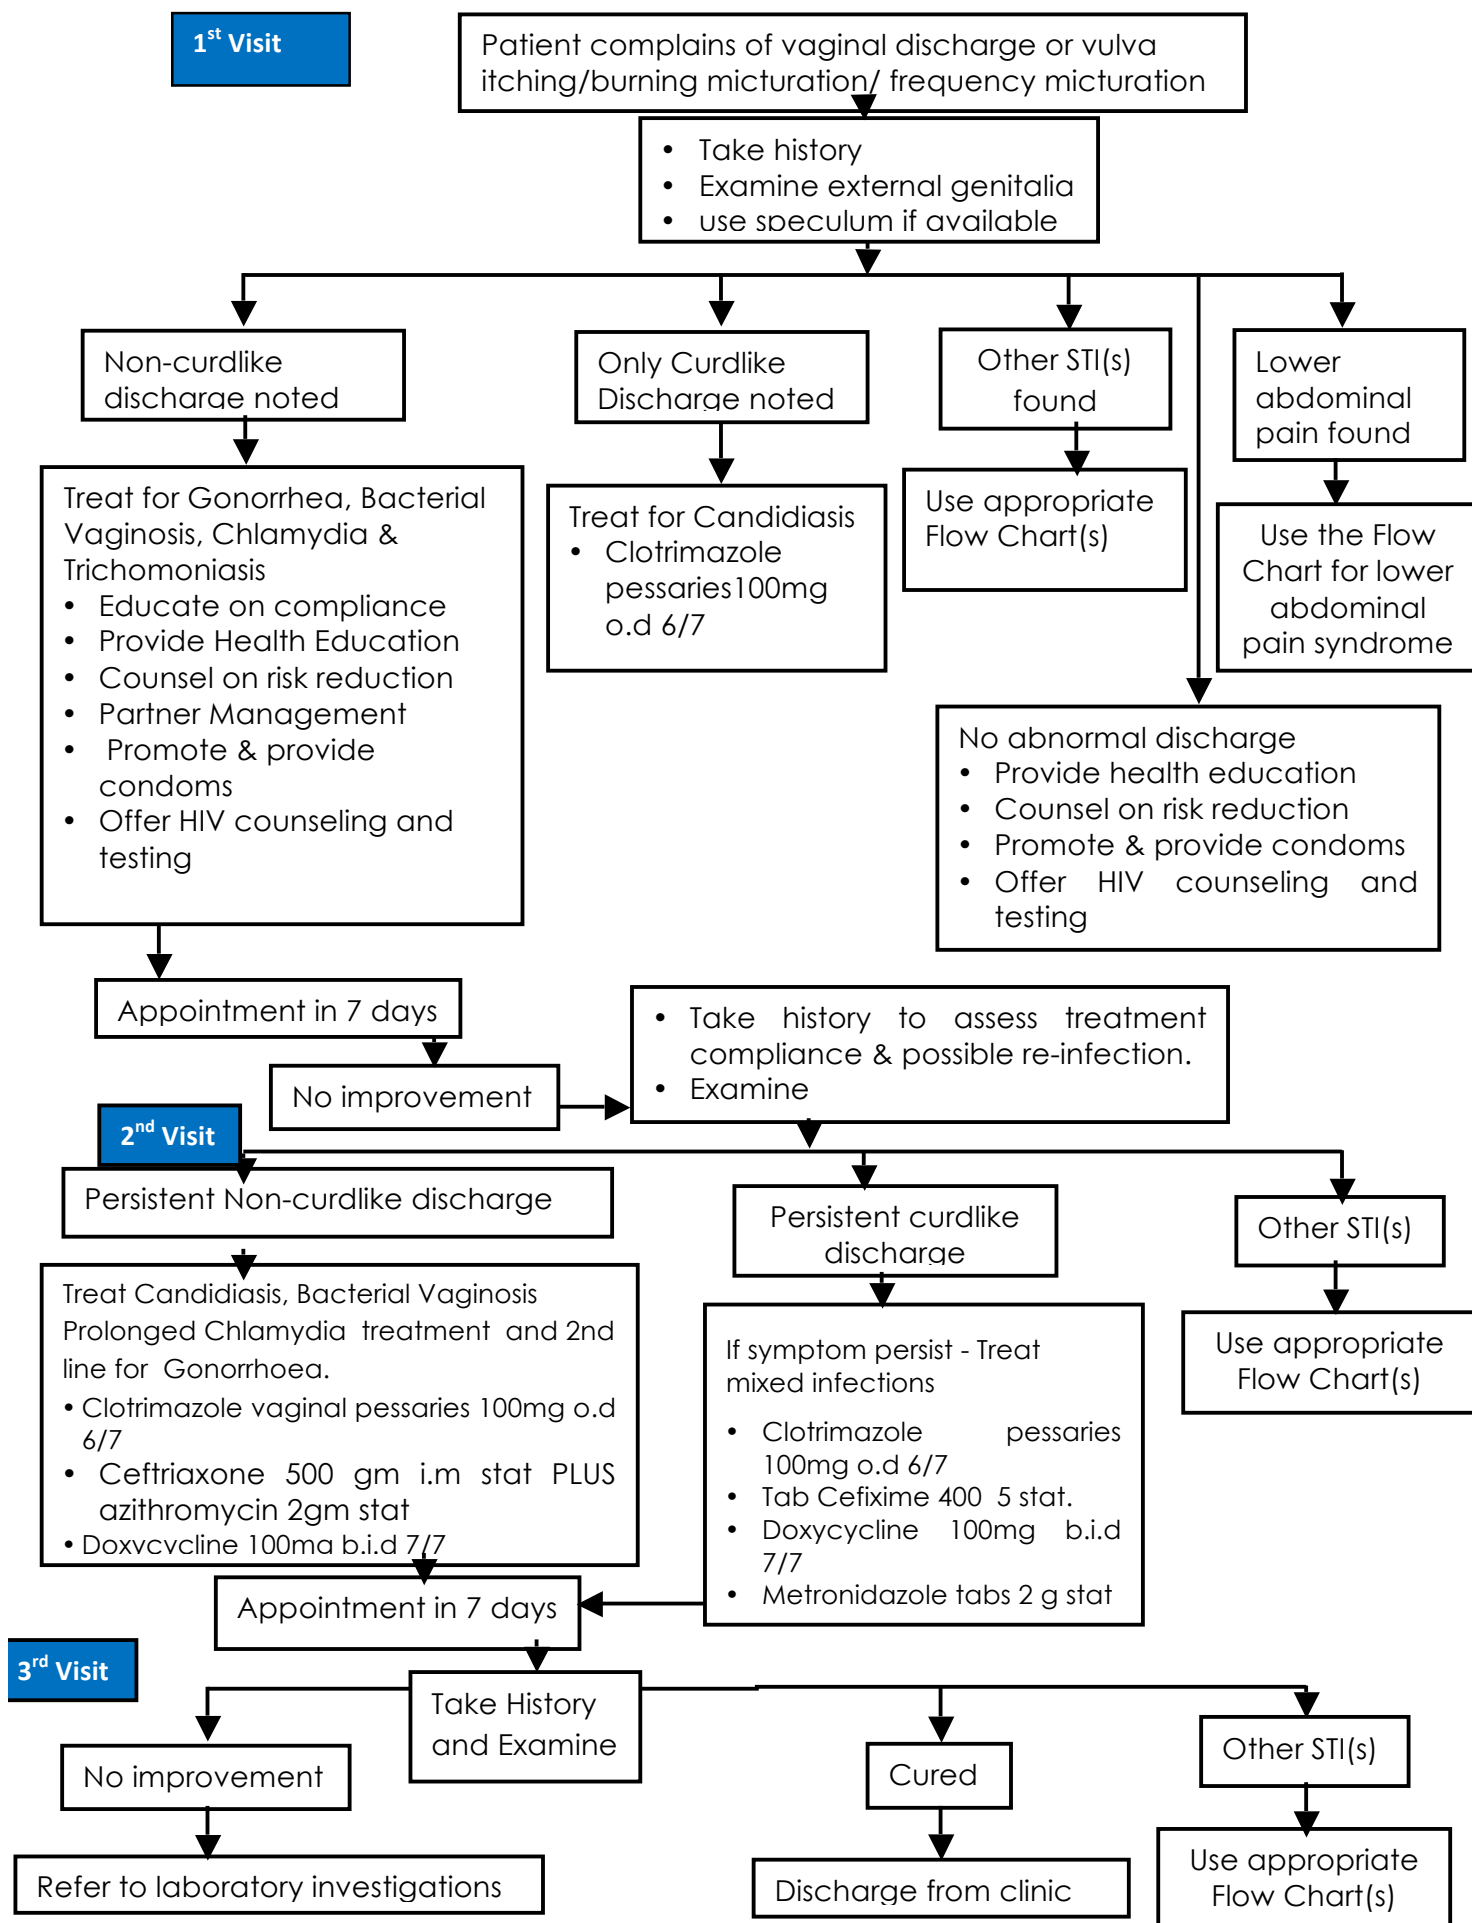 1st Visit
Patient complains of vaginal discharge or vulva
itching/burning micturation/ frequency micturation
• Take history
• Examine external genitalia
• use speculum if available
Non-curdlike
discharge noted
Only Curdlike
Discharge noted
Other STI(s)
found
Lower
abdominal
pain found
Treat for Gonorrhea, Bacterial
Vaginosis, Chlamydia &
Trichomoniasis
• Educate on compliance
• Provide Health Education
• Counsel on risk reduction
• Partner Management
• Promote & provide
condoms
• Offer HIV counseling and
testing
Treat for Candidiasis
• Clotrimazole
pessaries100mg
o.d 6/7
Use appropriate
Flow Chart(s)
Use the Flow
Chart for lower
abdominal
pain syndrome
No abnormal discharge
• Provide health education
• Counsel on risk reduction
• Promote & provide condoms
• Offer HIV counseling and
testing
Appointment in 7 days
No improvement
• Take history to assess treatment
compliance & possible re-infection.
• Examine
2nd Visit
Persistent Non-curdlike discharge
Persistent curdlike
discharge
Other STI(s)
Treat Candidiasis, Bacterial Vaginosis
Prolonged Chlamydia treatment and 2nd
line for Gonorrhoea.
• Clotrimazole vaginal pessaries 100mg o.d
6/7
• Ceftriaxone 500 gm i.m stat PLUS
azithromycin 2gm stat
• Doxycycline 100mg b.i.d 7/7
If symptom persist - Treat
mixed infections
• Clotrimazole pessaries
100mg o.d 6/7
• Tab Cefixime 400 5 stat.
• Doxycycline 100mg b.i.d
7/7
• Metronidazole tabs 2 g stat
Use appropriate
Flow Chart(s)
Appointment in 7 days
3rd Visit
Take History
and Examine
No improvement
Cured
Other STI(s)
Refer to laboratory investigations
Discharge from clinic
Use appropriate
Flow Chart(s)